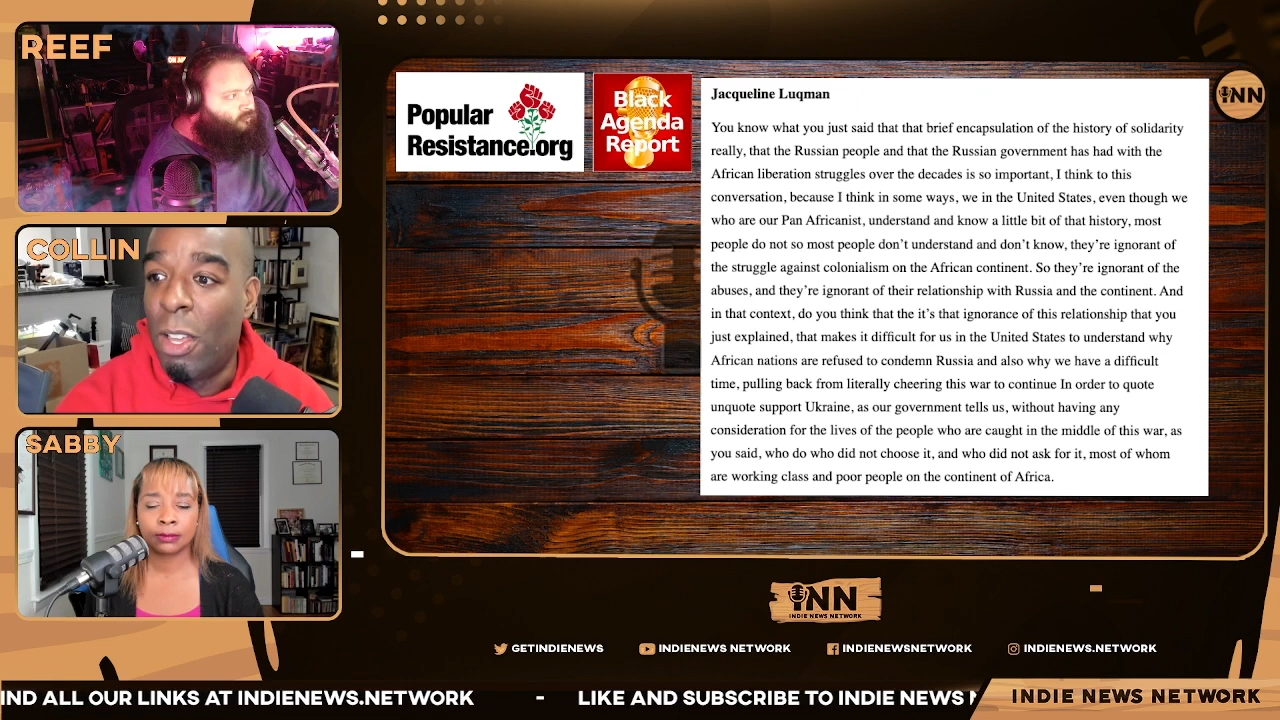 REEF
ON AIR
COLLIN
SABBY
Popular
Resistance.org
Black
Agenda
Report
Jacqueline Luqman
You know what you just said that that brief encapsulation of the history of solidarity
really, that the Russian people and that the Russian government has had with the
African liberation struggles over the decades is so important, I think to this
conversation, because I think in some ways, we in the United States, even though we
who are our Pan Africanist, understand and know a little bit of that history, most
people do not so most people don't understand and don't know, they're ignorant of
the struggle against colonialism on the African continent. So they're ignorant of the
abuses, and they're ignorant of their relationship with Russia and the continent. And
in that context, do you think that the it's that ignorance of this relationship that you
just explained, that makes it difficult for us in the United States to understand why
African nations are refused to condemn Russia and also why we have a difficult
time, pulling back from literally cheering this war to continue In order to quote
unquote support Ukraine, as our government tells us, without having any
consideration for the lives of the people who are caught in the middle of this war, as
you said, who do who did not choose it, and who did not ask for it, most of whom
are working class and poor people on the continent of Africa.
INN
INN
INDIE NEWS NETWORK
GETINDIENEWS
INDIENEWS NETWORK
INDIENEWSNETWORK
INDIENEWS.NETWORK
IND ALL OUR LINKS AT INDIENEWS.NETWORK - LIKE AND SUBSCRIBE TO INDIE NEWS N
INDIE NEWS NETWORK